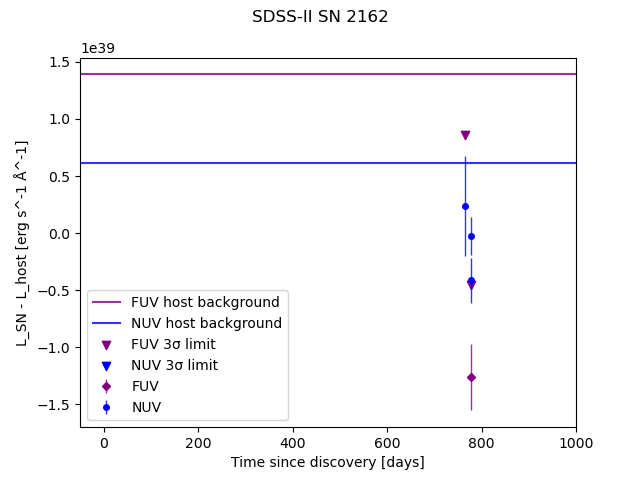 SDSS-II SN 2162
1e39
1.5
1.0
0.5
0.0
−0.5
−1.0
−1.5
L_SN - L_host [erg s^-1 Å^-1]
FUV host background
NUV host background
FUV 3σ limit
NUV 3σ limit
FUV
NUV
0 200 400 600 800 1000
Time since discovery [days]